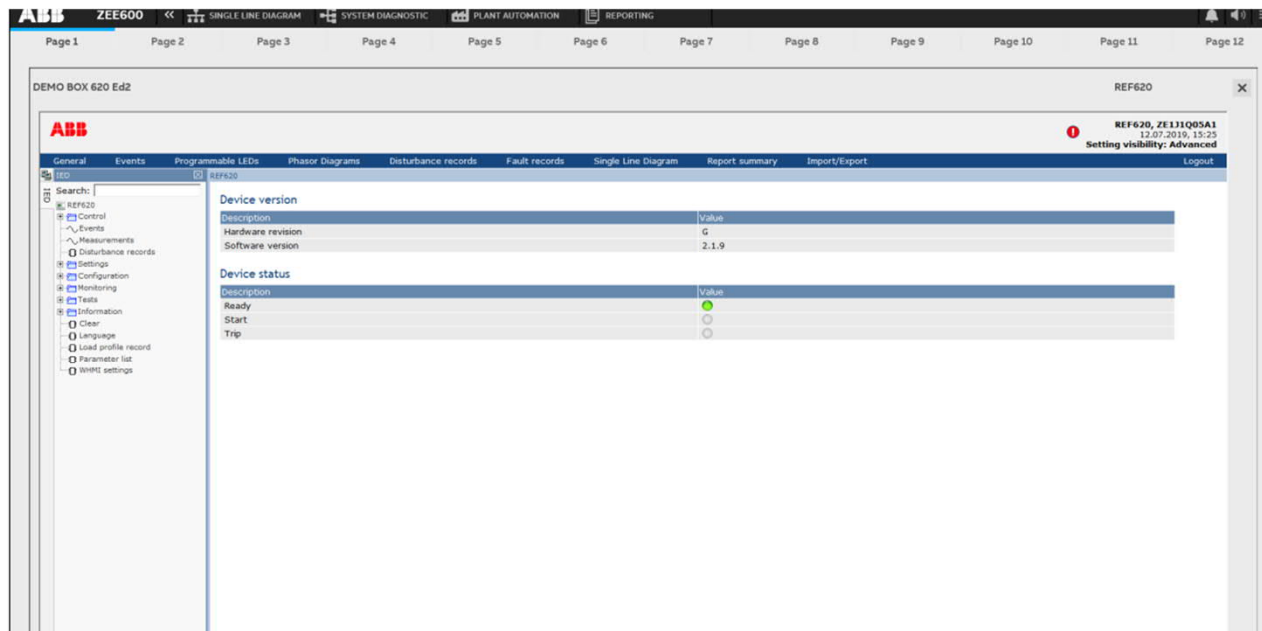 ABB ZEE600 « SINGLE LINE DIAGRAM SYSTEM DIAGNOSTIC PLANT AUTOMATION REPORTING
Page 1 Page 2 Page 3 Page 4 Page 5 Page 6 Page 7 Page 8 Page 9 Page 10 Page 11 Page 12
DEMO BOX 620 Ed2 REF620
ABB
REF620, ZE1J1Q05A1
12.07.2019, 15:25
Setting visibility: Advanced
General Events Programmable LEDs Phasor Diagrams Disturbance records Fault records Single Line Diagram Report summary Import/Export Logout
IED
REF620
IED
Search:
REF620
Control
Events
Measurements
Disturbance records
Settings
Configuration
Monitoring
Tests
Information
Clear
Language
Load profile record
Parameter list
WHMI settings
Device version
Description Value
Hardware revision G
Software version 2.1.9
Device status
Description Value
Ready
Start
Trip